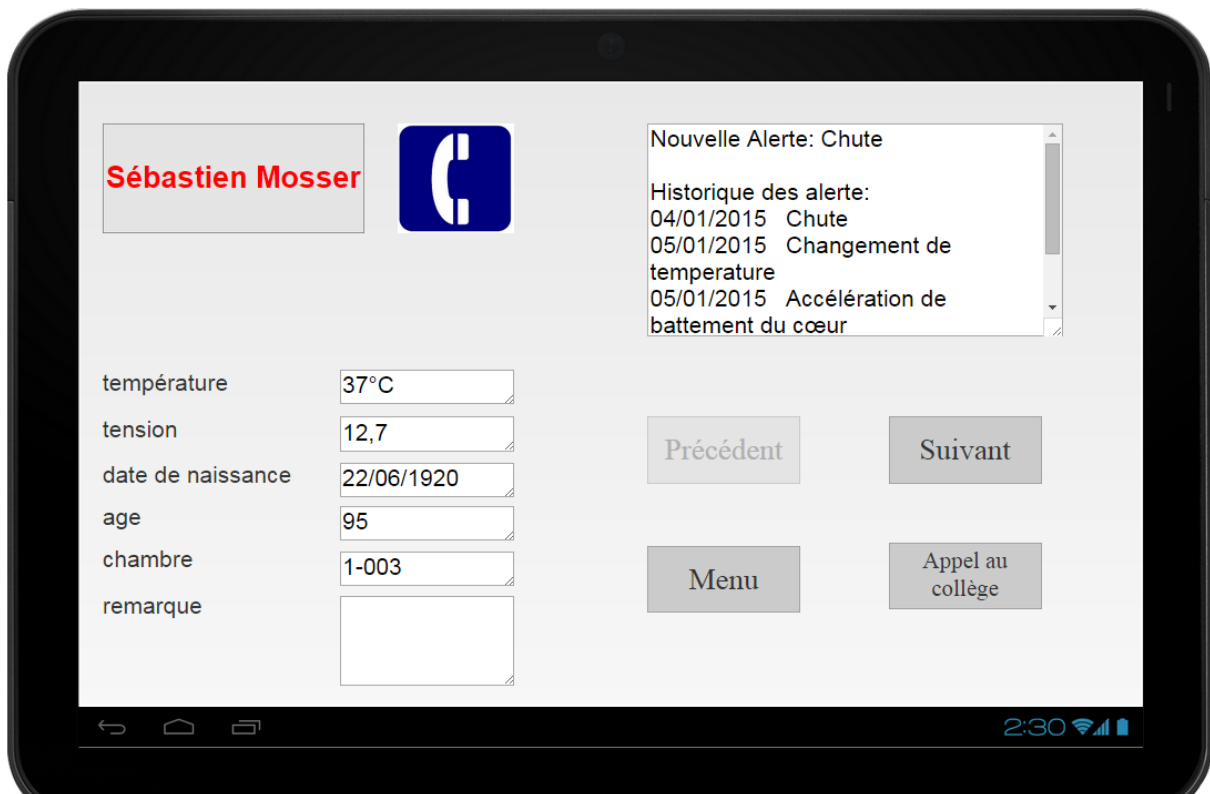 Sébastien Mosser
Nouvelle Alerte: Chute
Historique des alerte:
04/01/2015 Chute
05/01/2015 Changement de
temperature
05/01/2015 Accélération de
battement du cœur
température
37°C
tension
12,7
date de naissance
22/06/1920
age
95
chambre
1-003
remarque
Précédent
Suivant
Menu
Appel au
collège
2:30